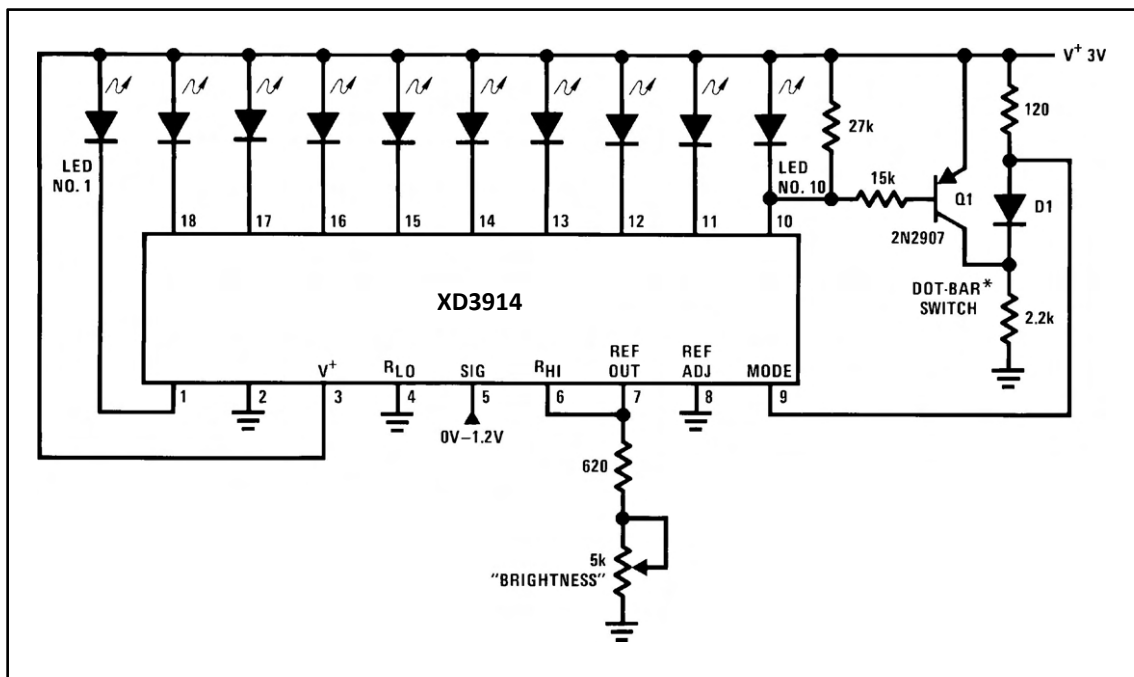 V+ 3V
120
27k
LED
NO. 1
LED
NO. 10
15k
Q1
D1
2N2907
18
17
16
15
14
13
12
11
10
DOT-BAR*
SWITCH
2.2k
XD3914
V+
RLO
SIG
RHI
REF
OUT
REF
ADJ
MODE
1
2
3
4
5
6
7
8
9
0V–1.2V
620
5k
"BRIGHTNESS"